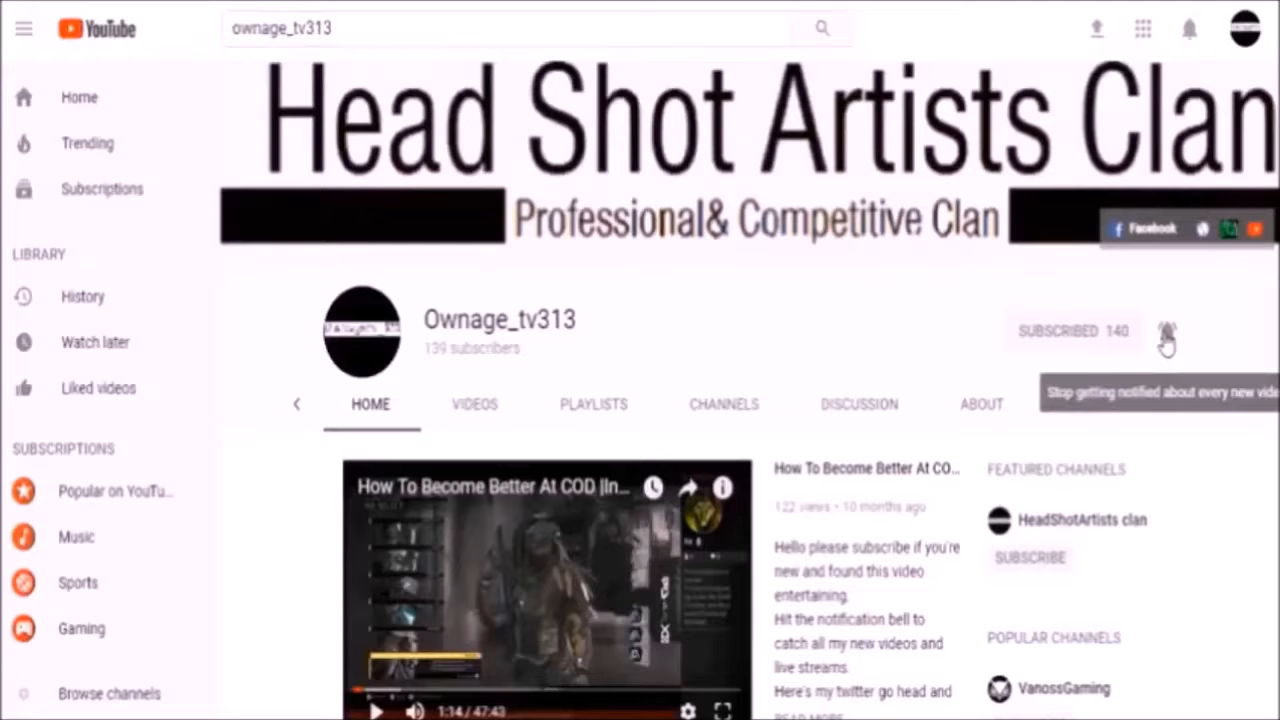 YouTube
ownage_tv313
Head Shot Artists Clan
Professional& Competitive Clan
Facebook
Home
Trending
Subscriptions
LIBRARY
History
Watch later
Liked videos
SUBSCRIPTIONS
Popular on YouTu...
Music
Sports
Gaming
Browse channels
Ownage_tv313
139 subscribers
SUBSCRIBED 140
Stop getting notified about every new vide
HOME
VIDEOS
PLAYLISTS
CHANNELS
DISCUSSION
ABOUT
How To Become Better At COD |In...
1:14 / 47:43
How To Become Better At CO...
122 views • 10 months ago
Hello please subscribe if you're
new and found this video
entertaining.
Hit the notification bell to
catch all my new videos and
live streams.
Here's my twitter go head and
READ MORE
FEATURED CHANNELS
HeadShotArtists clan
SUBSCRIBE
POPULAR CHANNELS
VanossGaming